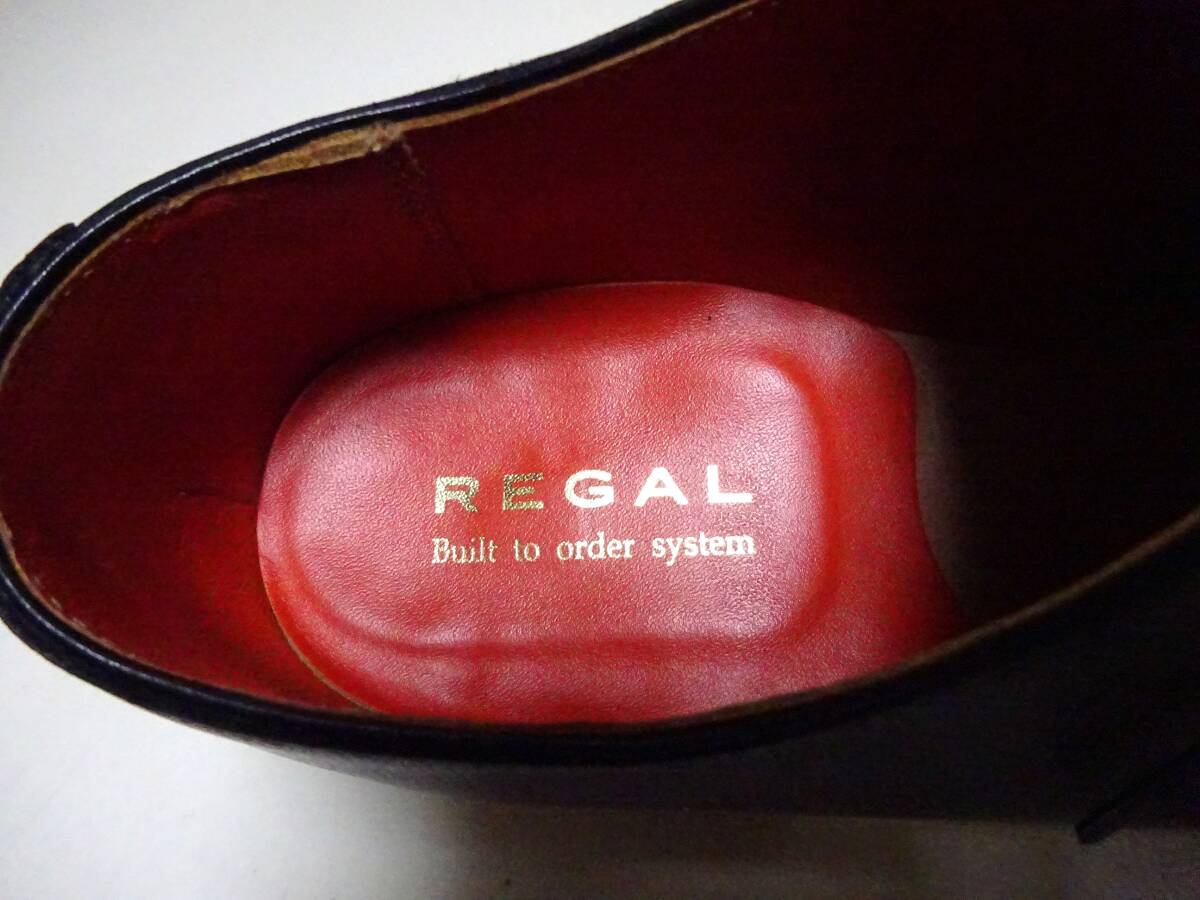 REGAL
Built to order system